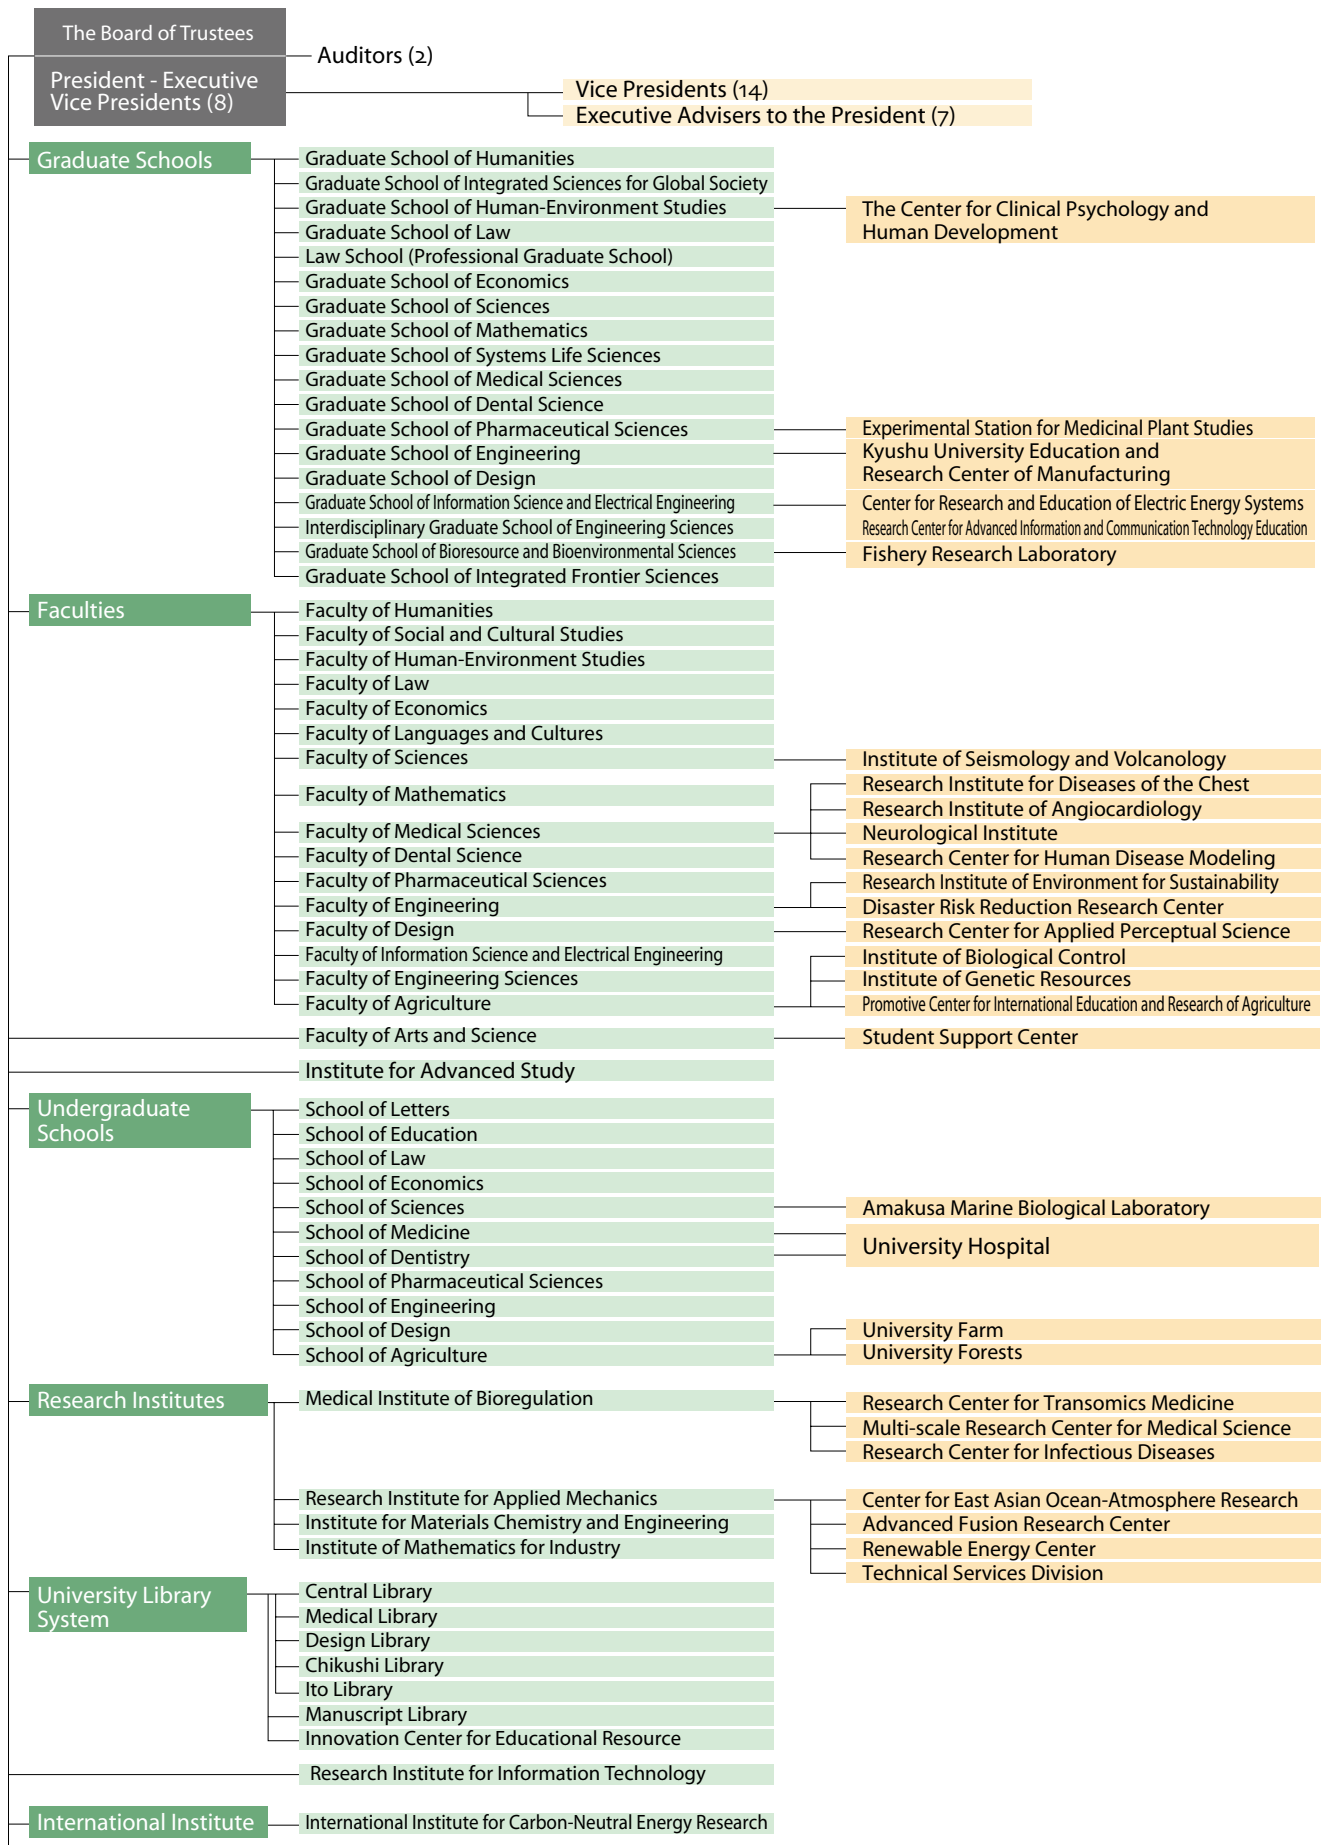 The Board of Trustees
Auditors (2)
President - Executive
Vice Presidents (8)
Vice Presidents (14)
Executive Advisers to the President (7)
Graduate Schools
Graduate School of Humanities
Graduate School of Integrated Sciences for Global Society
Graduate School of Human-Environment Studies
The Center for Clinical Psychology and
Human Development
Graduate School of Law
Law School (Professional Graduate School)
Graduate School of Economics
Graduate School of Sciences
Graduate School of Mathematics
Graduate School of Systems Life Sciences
Graduate School of Medical Sciences
Graduate School of Dental Science
Graduate School of Pharmaceutical Sciences
Experimental Station for Medicinal Plant Studies
Graduate School of Engineering
Kyushu University Education and
Research Center of Manufacturing
Graduate School of Design
Graduate School of Information Science and Electrical Engineering
Center for Research and Education of Electric Energy Systems
Research Center for Advanced Information and Communication Technology Education
Interdisciplinary Graduate School of Engineering Sciences
Graduate School of Bioresource and Bioenvironmental Sciences
Fishery Research Laboratory
Graduate School of Integrated Frontier Sciences
Faculties
Faculty of Humanities
Faculty of Social and Cultural Studies
Faculty of Human-Environment Studies
Faculty of Law
Faculty of Economics
Faculty of Languages and Cultures
Faculty of Sciences
Institute of Seismology and Volcanology
Faculty of Mathematics
Faculty of Medical Sciences
Research Institute for Diseases of the Chest
Research Institute of Angiocardiology
Neurological Institute
Research Center for Human Disease Modeling
Faculty of Dental Science
Faculty of Pharmaceutical Sciences
Faculty of Engineering
Research Institute of Environment for Sustainability
Disaster Risk Reduction Research Center
Faculty of Design
Research Center for Applied Perceptual Science
Faculty of Information Science and Electrical Engineering
Faculty of Engineering Sciences
Faculty of Agriculture
Institute of Biological Control
Institute of Genetic Resources
Promotive Center for International Education and Research of Agriculture
Faculty of Arts and Science
Student Support Center
Institute for Advanced Study
Undergraduate
Schools
School of Letters
School of Education
School of Law
School of Economics
School of Sciences
Amakusa Marine Biological Laboratory
School of Medicine
School of Dentistry
University Hospital
School of Pharmaceutical Sciences
School of Engineering
School of Design
School of Agriculture
University Farm
University Forests
Research Institutes
Medical Institute of Bioregulation
Research Center for Transomics Medicine
Multi-scale Research Center for Medical Science
Research Center for Infectious Diseases
Research Institute for Applied Mechanics
Center for East Asian Ocean-Atmosphere Research
Advanced Fusion Research Center
Renewable Energy Center
Technical Services Division
Institute for Materials Chemistry and Engineering
Institute of Mathematics for Industry
University Library
System
Central Library
Medical Library
Design Library
Chikushi Library
Ito Library
Manuscript Library
Innovation Center for Educational Resource
Research Institute for Information Technology
International Institute
International Institute for Carbon-Neutral Energy Research